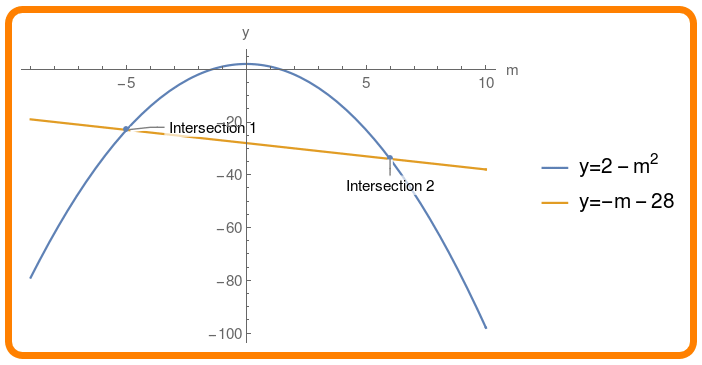 y
m
−5
5
10
−20
−40
−60
−80
−100
Intersection 1
Intersection 2
y=2 – m²
y=−m – 28